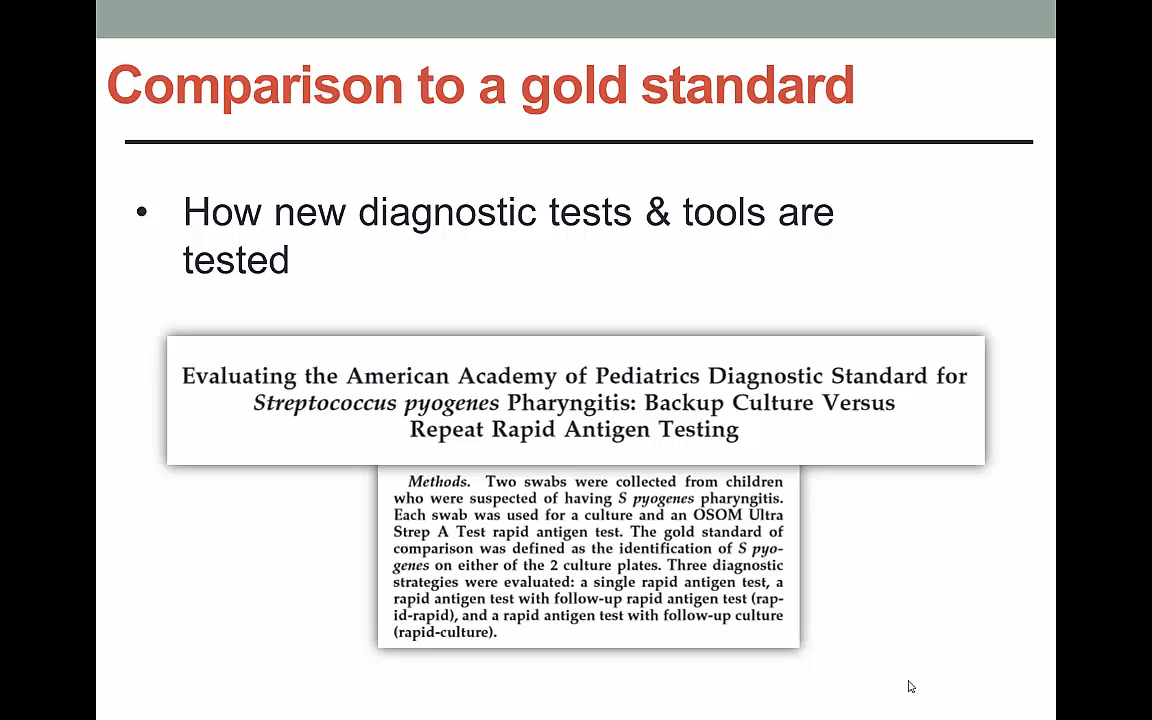 Comparison to a gold standard
• How new diagnostic tests & tools are
tested
Evaluating the American Academy of Pediatrics Diagnostic Standard for
Streptococcus pyogenes Pharyngitis: Backup Culture Versus
Repeat Rapid Antigen Testing
Methods. Two swabs were collected from children
who were suspected of having S pyogenes pharyngitis.
Each swab was used for a culture and an OSOM Ultra
Strep A Test rapid antigen test. The gold standard of
comparison was defined as the identification of S pyo-
genes on either of the 2 culture plates. Three diagnostic
strategies were evaluated: a single rapid antigen test, a
rapid antigen test with follow-up rapid antigen test (rap-
id-rapid), and a rapid antigen test with follow-up culture
(rapid-culture).